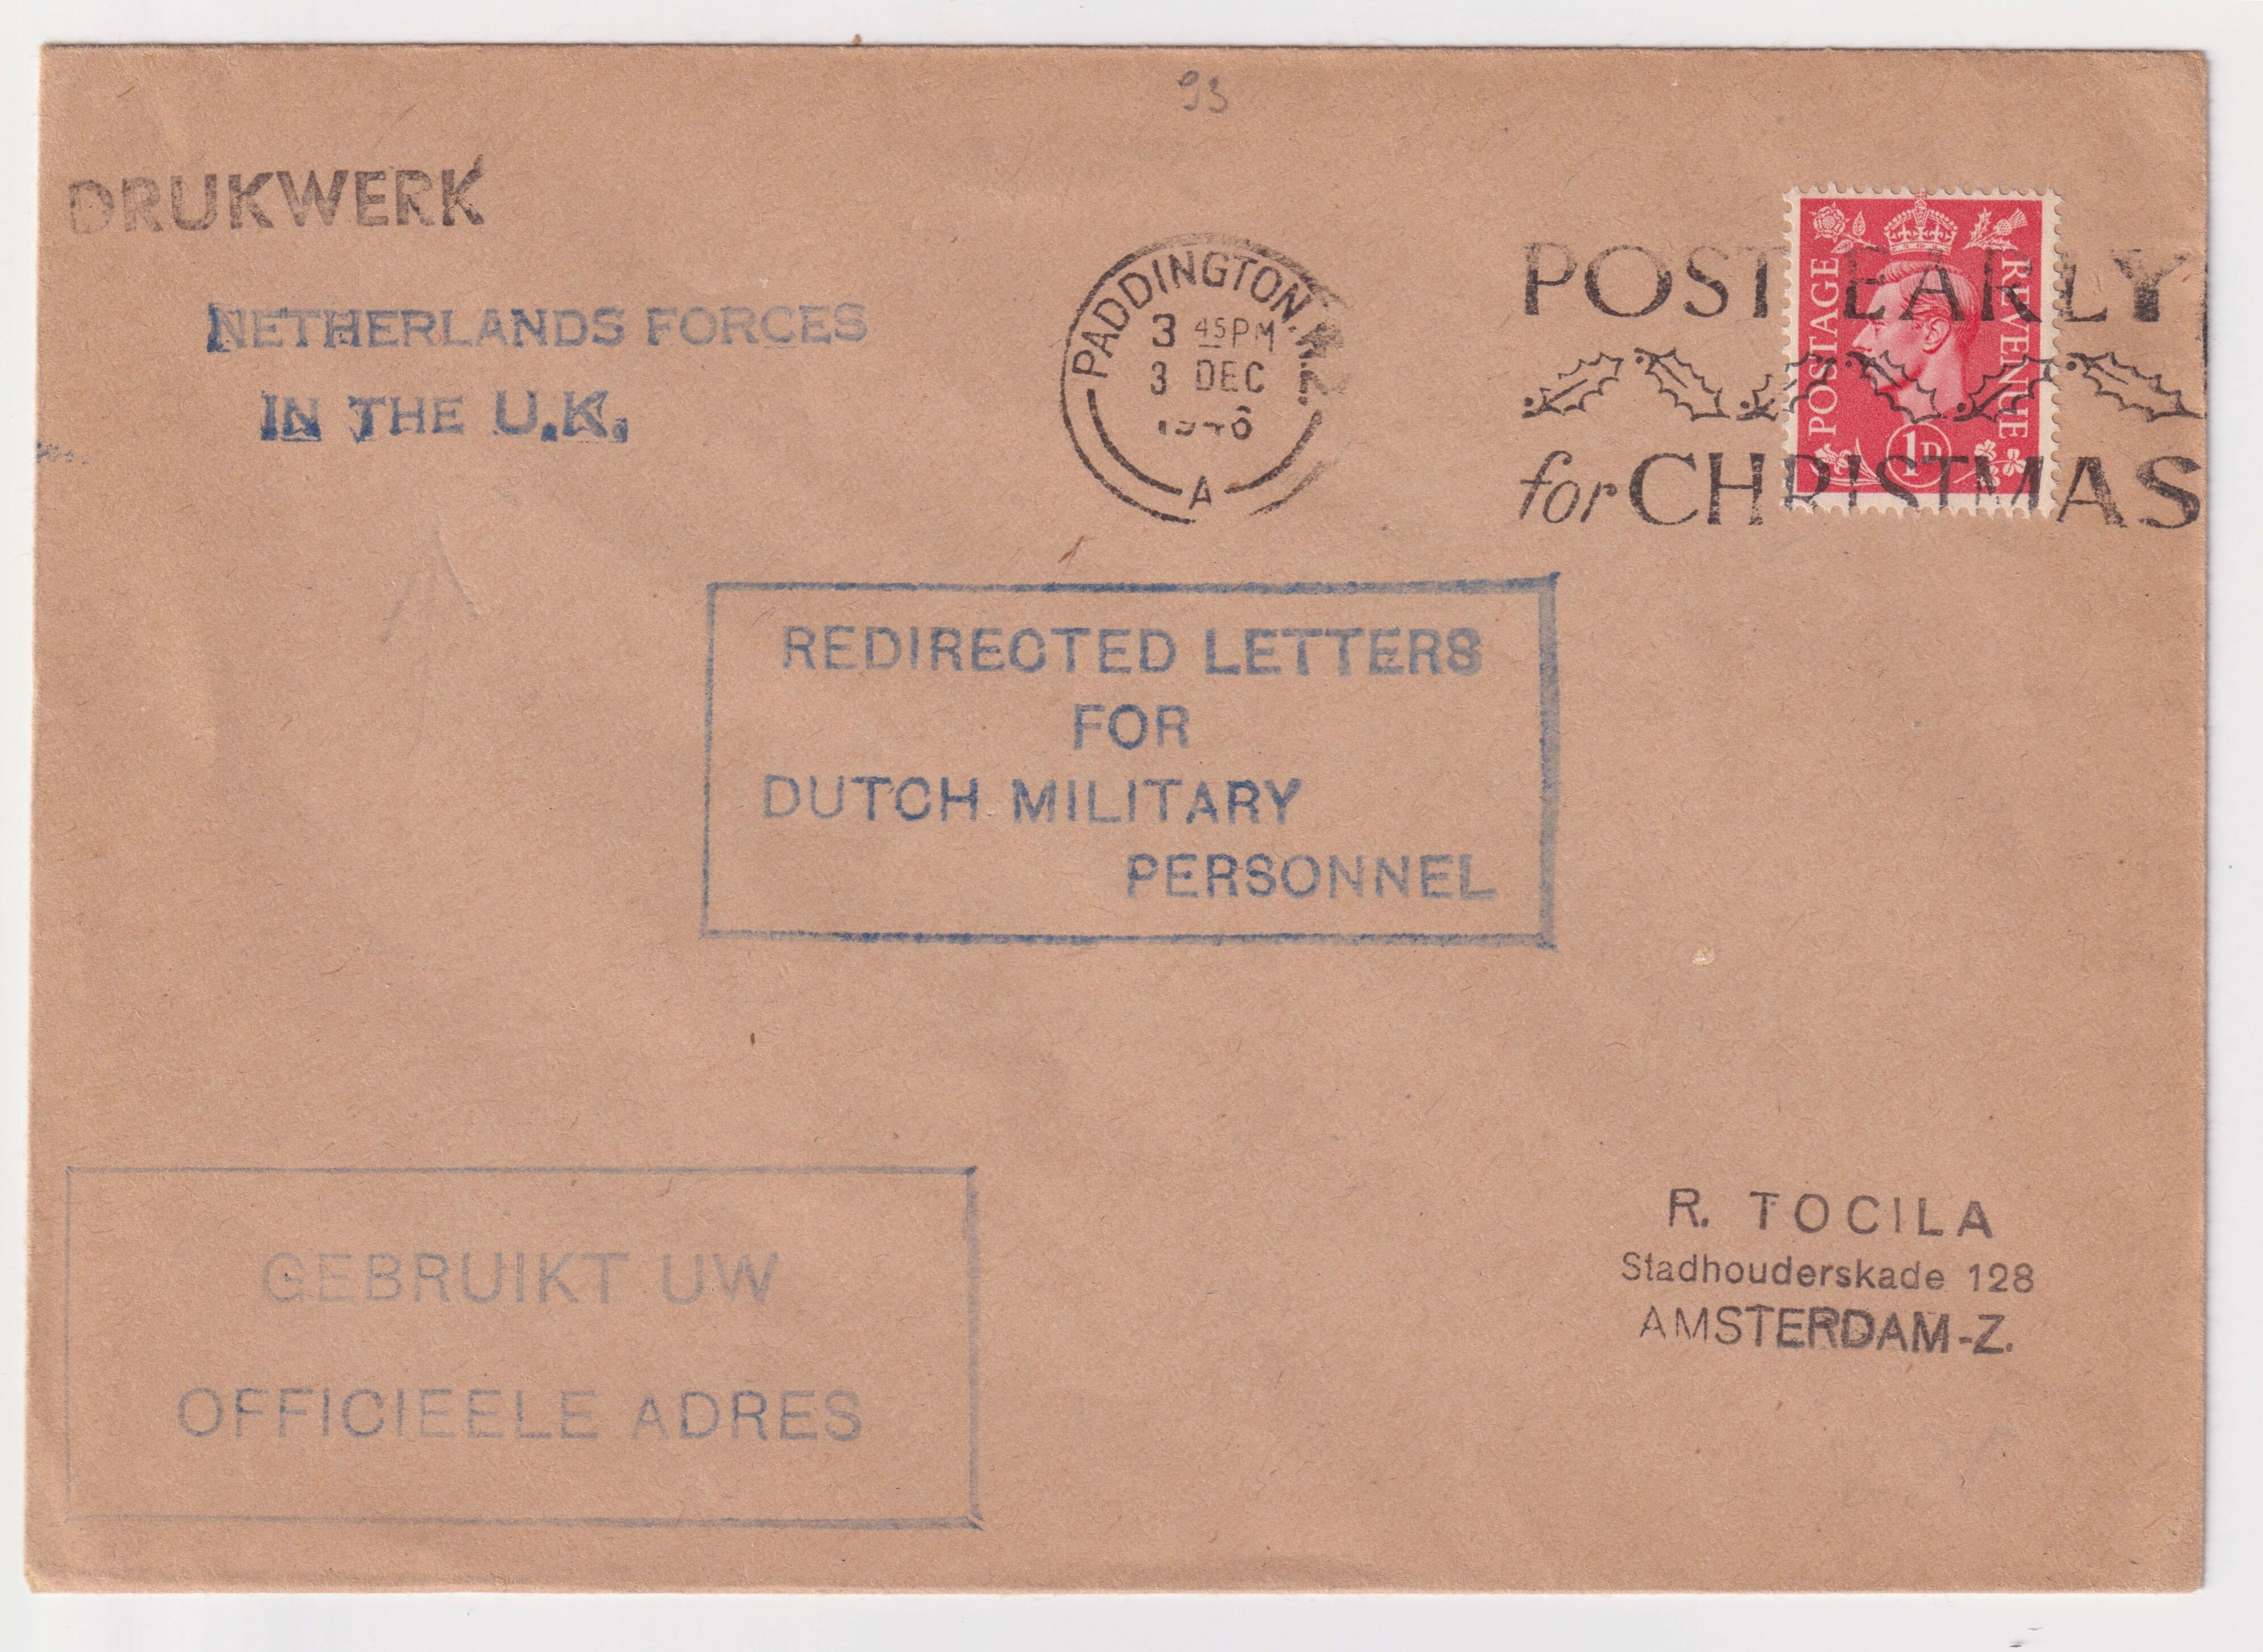 93
DRUKWERK
NETHERLANDS FORCES
IN THE U.K.
PADDINGTON.
3 45PM
3 DEC
1946
A
POST EARLY
for CHRISTMAS
POSTAGE
REVENUE
1D
REDIRECTED LETTERS
FOR
DUTCH MILITARY
PERSONNEL
GEBRUIKT UW
OFFICIEELE ADRES
R. TOCILA
Stadhouderskade 128
AMSTERDAM-Z.